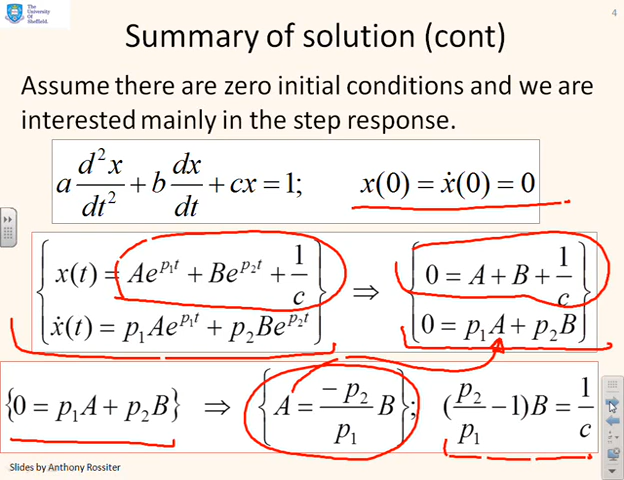 The
University
Of
Sheffield.
4
Summary of solution (cont)
Assume there are zero initial conditions and we are
interested mainly in the step response.
a d²x/dt² + b dx/dt + cx = 1; x(0) = ẋ(0) = 0
{ x(t) = Ae^{p₁t} + Be^{p₂t} + 1/c } ⇒ { 0 = A + B + 1/c }
{ ẋ(t) = p₁Ae^{p₁t} + p₂Be^{p₂t} } { 0 = p₁A + p₂B }
{0 = p₁A + p₂B} ⇒ { A = −p₂/p₁ B }; (p₂/p₁ − 1)B = 1/c
Slides by Anthony Rossiter